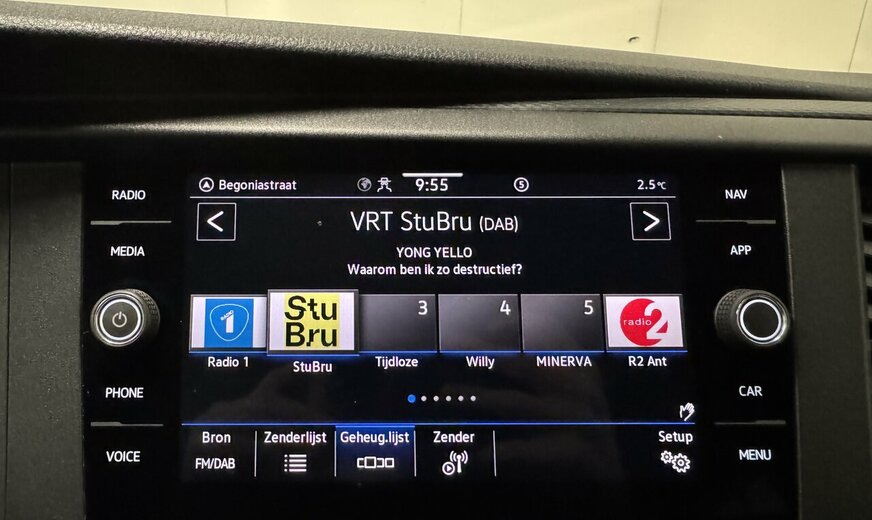 RADIO
MEDIA
PHONE
VOICE
Begoniastraat
9:55
5
2.5°C
<
VRT StuBru (DAB)
>
YONG YELLO
Waarom ben ik zo destructief?
RADIO 1
Stu Bru
3
4
5
radio 2
Radio 1
StuBru
Tijdloze
Willy
MINERVA
R2 Ant
Bron
FM/DAB
Zenderlijst
Geheug.lijst
Zender
Setup
NAV
APP
CAR
MENU